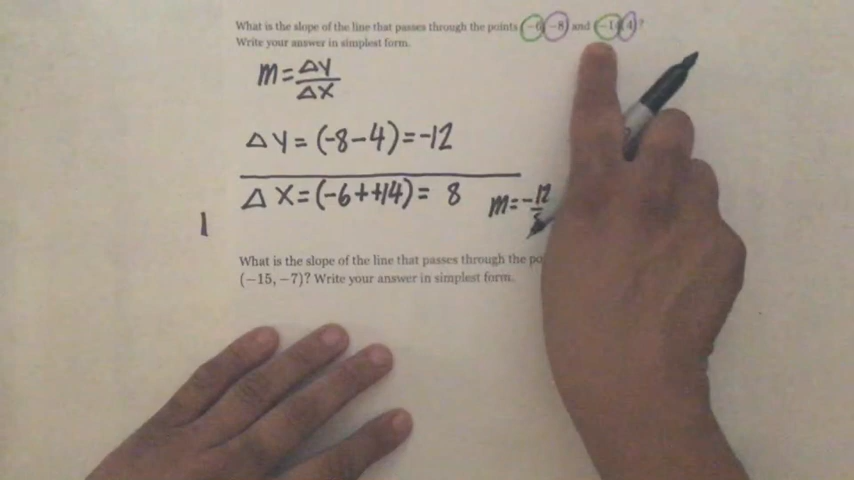 What is the slope of the line that passes through the points (-6, -8) and (-14, 4)?
Write your answer in simplest form.
m = ΔY
ΔX
ΔY = (-8-4) = -12
ΔX = (-6++14) = 8
m = -12
8
1
What is the slope of the line that passes through the
(-15, -7)? Write your answer in simplest form.